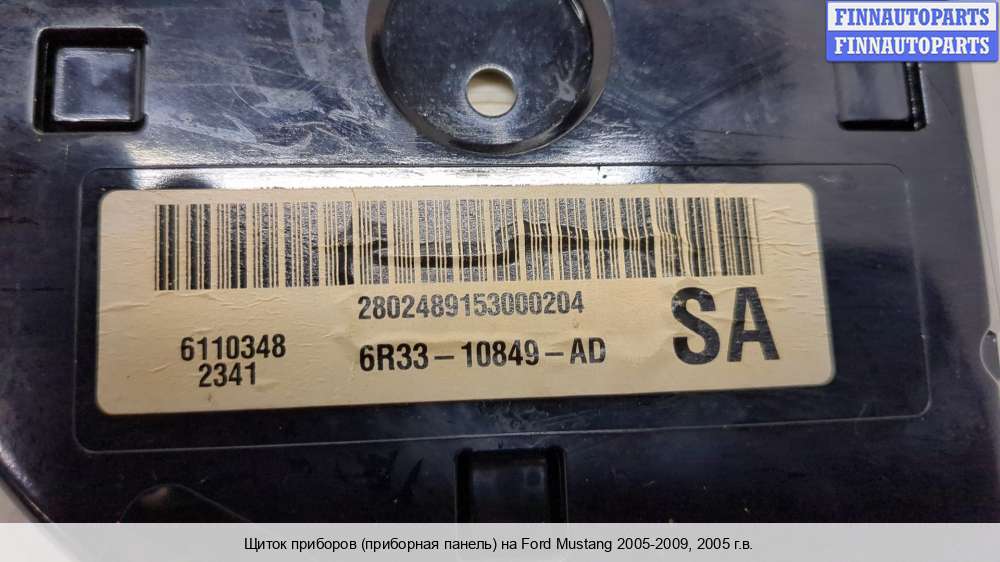 FINNAUTOPARTS
FINNAUTOPARTS
2802489153000204
SA
6110348
6R33-10849-AD
2341
Щиток приборов (приборная панель) на Ford Mustang 2005-2009, 2005 г.в.